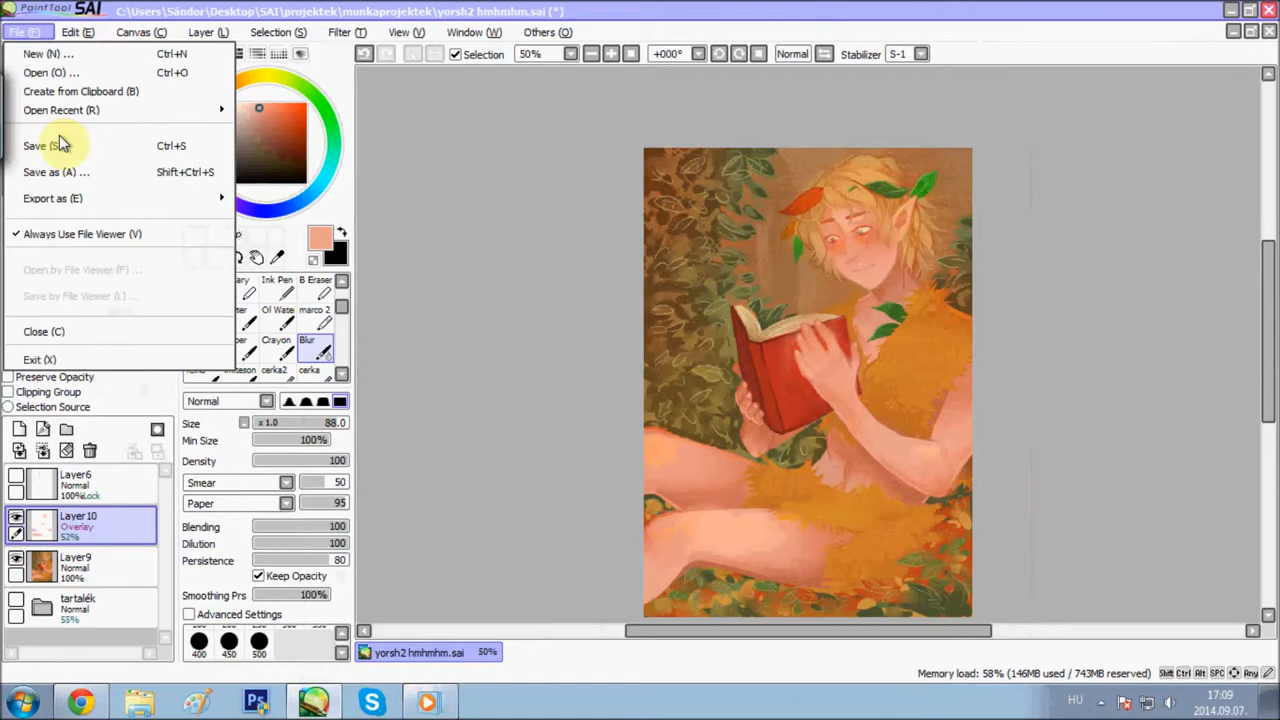 PaintTool SAI C:\Users\Sándor\Desktop\SAI\projektek\munkaprojektek\yorsh2 hmhmhm.sai (*)
File (F) Edit (E) Canvas (C) Layer (L) Selection (S) Filter (T) View (V) Window (W) Others (O)
New (N) ... Ctrl+N
Open (O) ... Ctrl+O
Create from Clipboard (B)
Open Recent (R)
Save (S) Ctrl+S
Save as (A) ... Shift+Ctrl+S
Export as (E)
Always Use File Viewer (V)
Open by File Viewer (F) ...
Save by File Viewer (L) ...
Close (C)
Exit (X)
Selection 50% +000° Normal Stabilizer S-1
Ink Pen B Eraser
Oil Water marco 2
Crayon Blur
cerka2 cerka
Preserve Opacity
Clipping Group
Selection Source
Normal
Size x 1.0 88.0
Min Size 100%
Density 100
Smear 50
Paper 95
Blending 100
Dilution 100
Persistence 80
Keep Opacity
Smoothing Prs 100%
Advanced Settings
400 450 500
Layer6
Normal
100% Lock
Layer10
Overlay
52%
Layer9
Normal
100%
tartalék
Normal
55%
yorsh2 hmhmhm.sai 50%
Memory load: 58% (146MB used / 743MB reserved) Shift Ctrl Alt SPC Any
Ps
HU
17:09
2014.09.07.